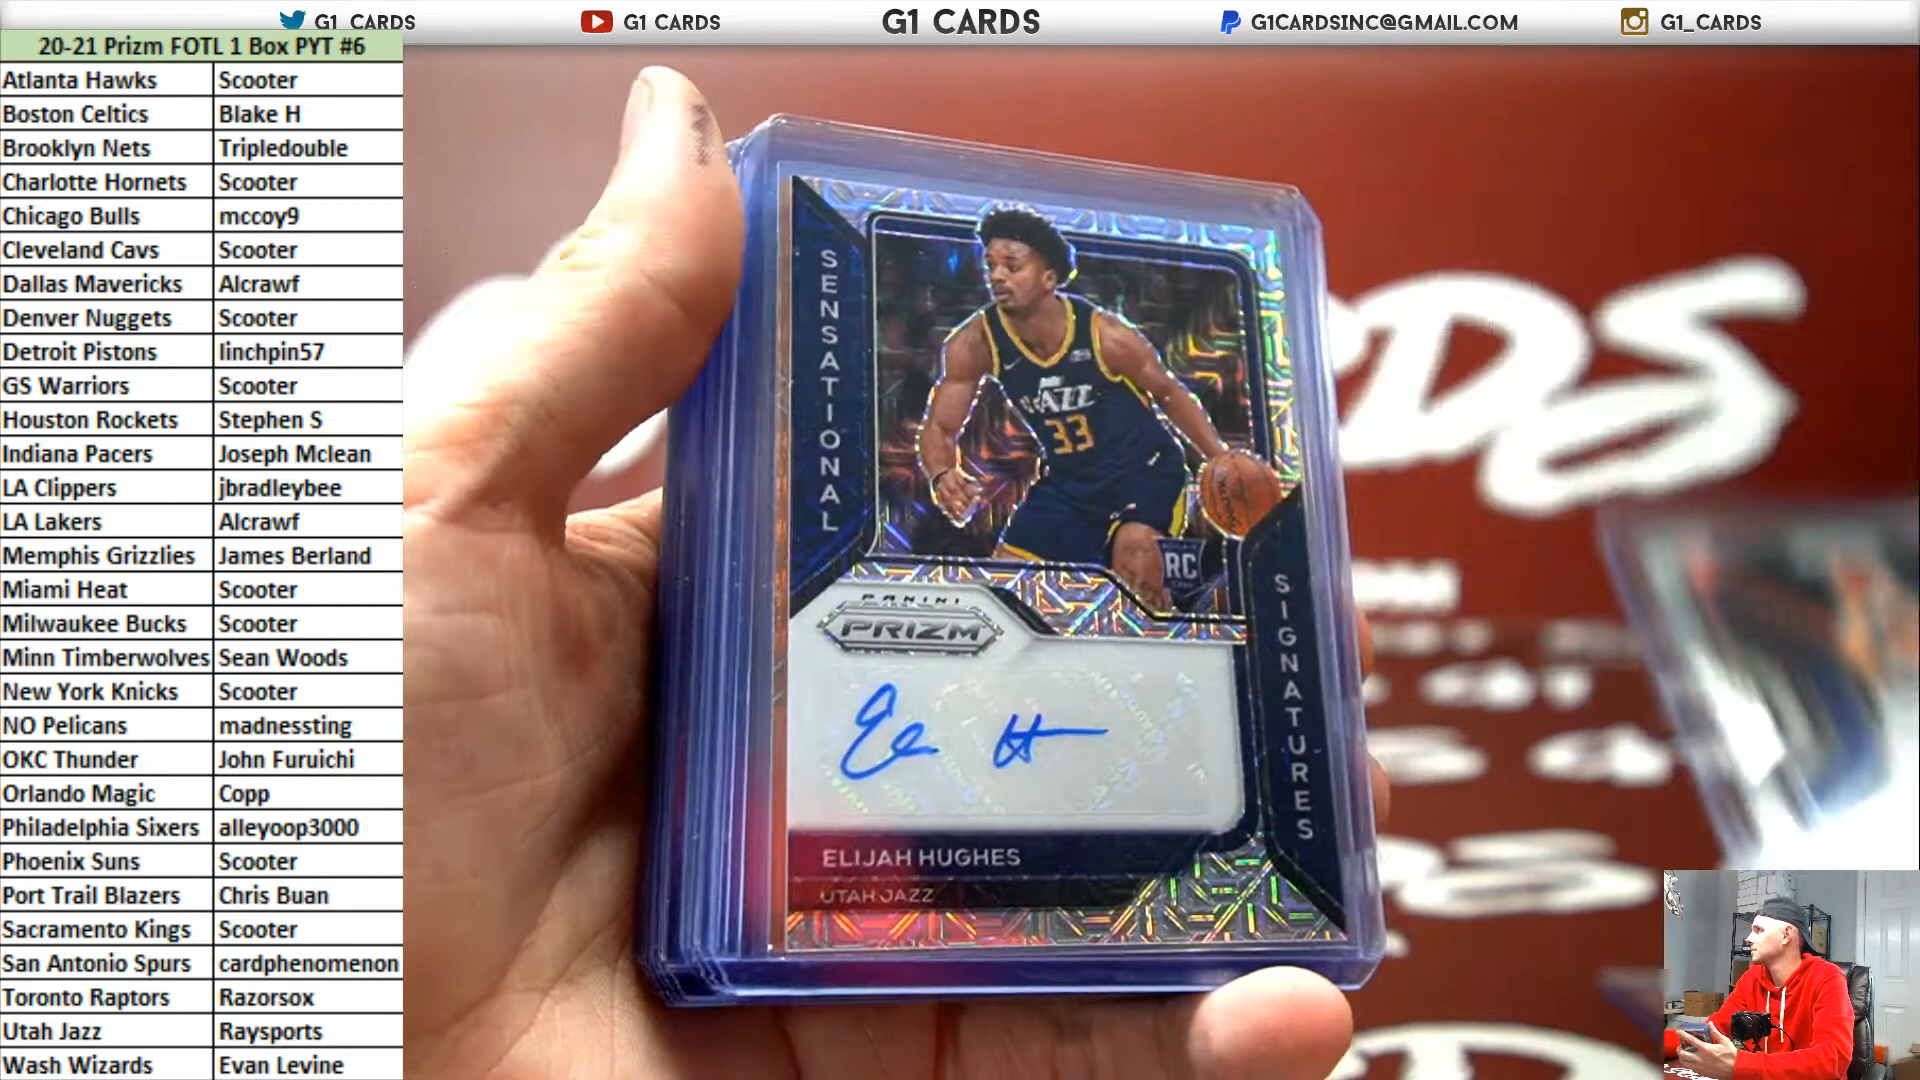 G1_CARDS
G1 CARDS
G1 CARDS
G1CARDSINC@GMAIL.COM
G1_CARDS
20-21 Prizm FOTL 1 Box PYT #6
Atlanta Hawks Scooter
Boston Celtics Blake H
Brooklyn Nets Tripledouble
Charlotte Hornets Scooter
Chicago Bulls mccoy9
Cleveland Cavs Scooter
Dallas Mavericks Alcrawf
Denver Nuggets Scooter
Detroit Pistons linchpin57
GS Warriors Scooter
Houston Rockets Stephen S
Indiana Pacers Joseph Mclean
LA Clippers jbradleybee
LA Lakers Alcrawf
Memphis Grizzlies James Berland
Miami Heat Scooter
Milwaukee Bucks Scooter
Minn Timberwolves Sean Woods
New York Knicks Scooter
NO Pelicans madnessting
OKC Thunder John Furuichi
Orlando Magic Copp
Philadelphia Sixers alleyoop3000
Phoenix Suns Scooter
Port Trail Blazers Chris Buan
Sacramento Kings Scooter
San Antonio Spurs cardphenomenon
Toronto Raptors Razorsox
Utah Jazz Raysports
Wash Wizards Evan Levine
SENSATIONAL
JAZZ
33
RC
SIGNATURES
PANINI
PRIZM
ELIJAH HUGHES
UTAH JAZZ